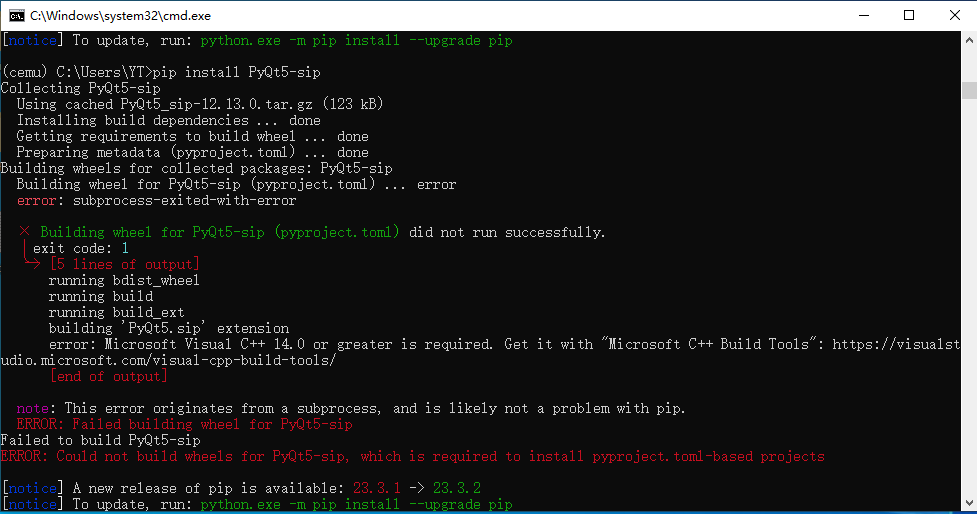 C:\Windows\system32\cmd.exe
[notice] To update, run: python.exe -m pip install --upgrade pip
(cemu) C:\Users\YT>pip install PyQt5-sip
Collecting PyQt5-sip
Using cached PyQt5_sip-12.13.0.tar.gz (123 kB)
Installing build dependencies ... done
Getting requirements to build wheel ... done
Preparing metadata (pyproject.toml) ... done
Building wheels for collected packages: PyQt5-sip
Building wheel for PyQt5-sip (pyproject.toml) ... error
error: subprocess-exited-with-error
× Building wheel for PyQt5-sip (pyproject.toml) did not run successfully.
│ exit code: 1
╰─> [5 lines of output]
running bdist_wheel
running build
running build_ext
building 'PyQt5.sip' extension
error: Microsoft Visual C++ 14.0 or greater is required. Get it with "Microsoft C++ Build Tools": https://visualst
udio.microsoft.com/visual-cpp-build-tools/
[end of output]
note: This error originates from a subprocess, and is likely not a problem with pip.
ERROR: Failed building wheel for PyQt5-sip
Failed to build PyQt5-sip
ERROR: Could not build wheels for PyQt5-sip, which is required to install pyproject.toml-based projects
[notice] A new release of pip is available: 23.3.1 -> 23.3.2
[notice] To update, run: python.exe -m pip install --upgrade pip